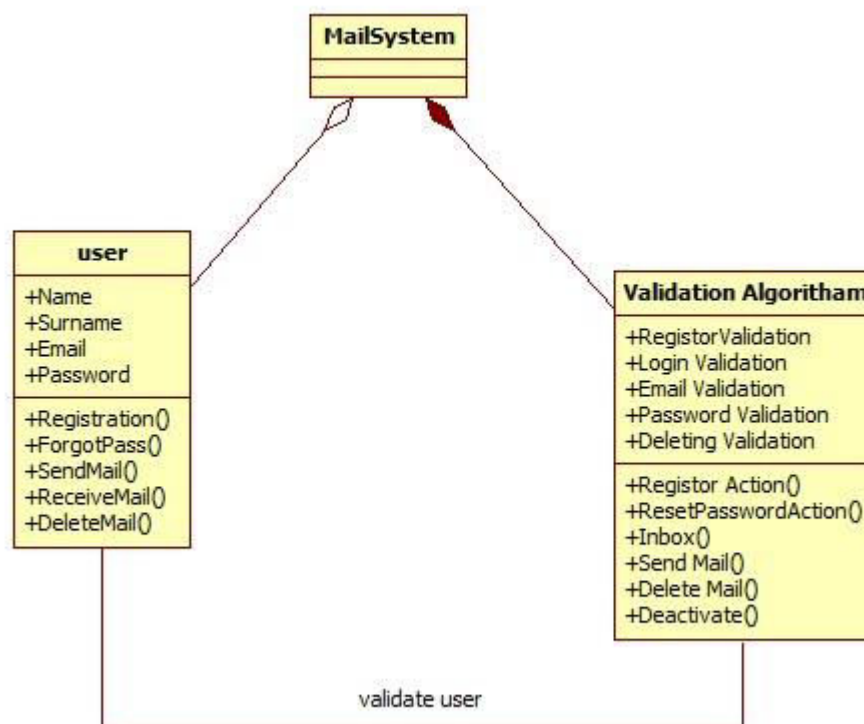 MailSystem
user
+Name
+Surname
+Email
+Password
+Registration()
+ForgotPass()
+SendMail()
+ReceiveMail()
+DeleteMail()
Validation Algoritham
+RegistorValidation
+Login Validation
+Email Validation
+Password Validation
+Deleting Validation
+Registor Action()
+ResetPasswordAction()
+Inbox()
+Send Mail()
+Delete Mail()
+Deactivate()
validate user